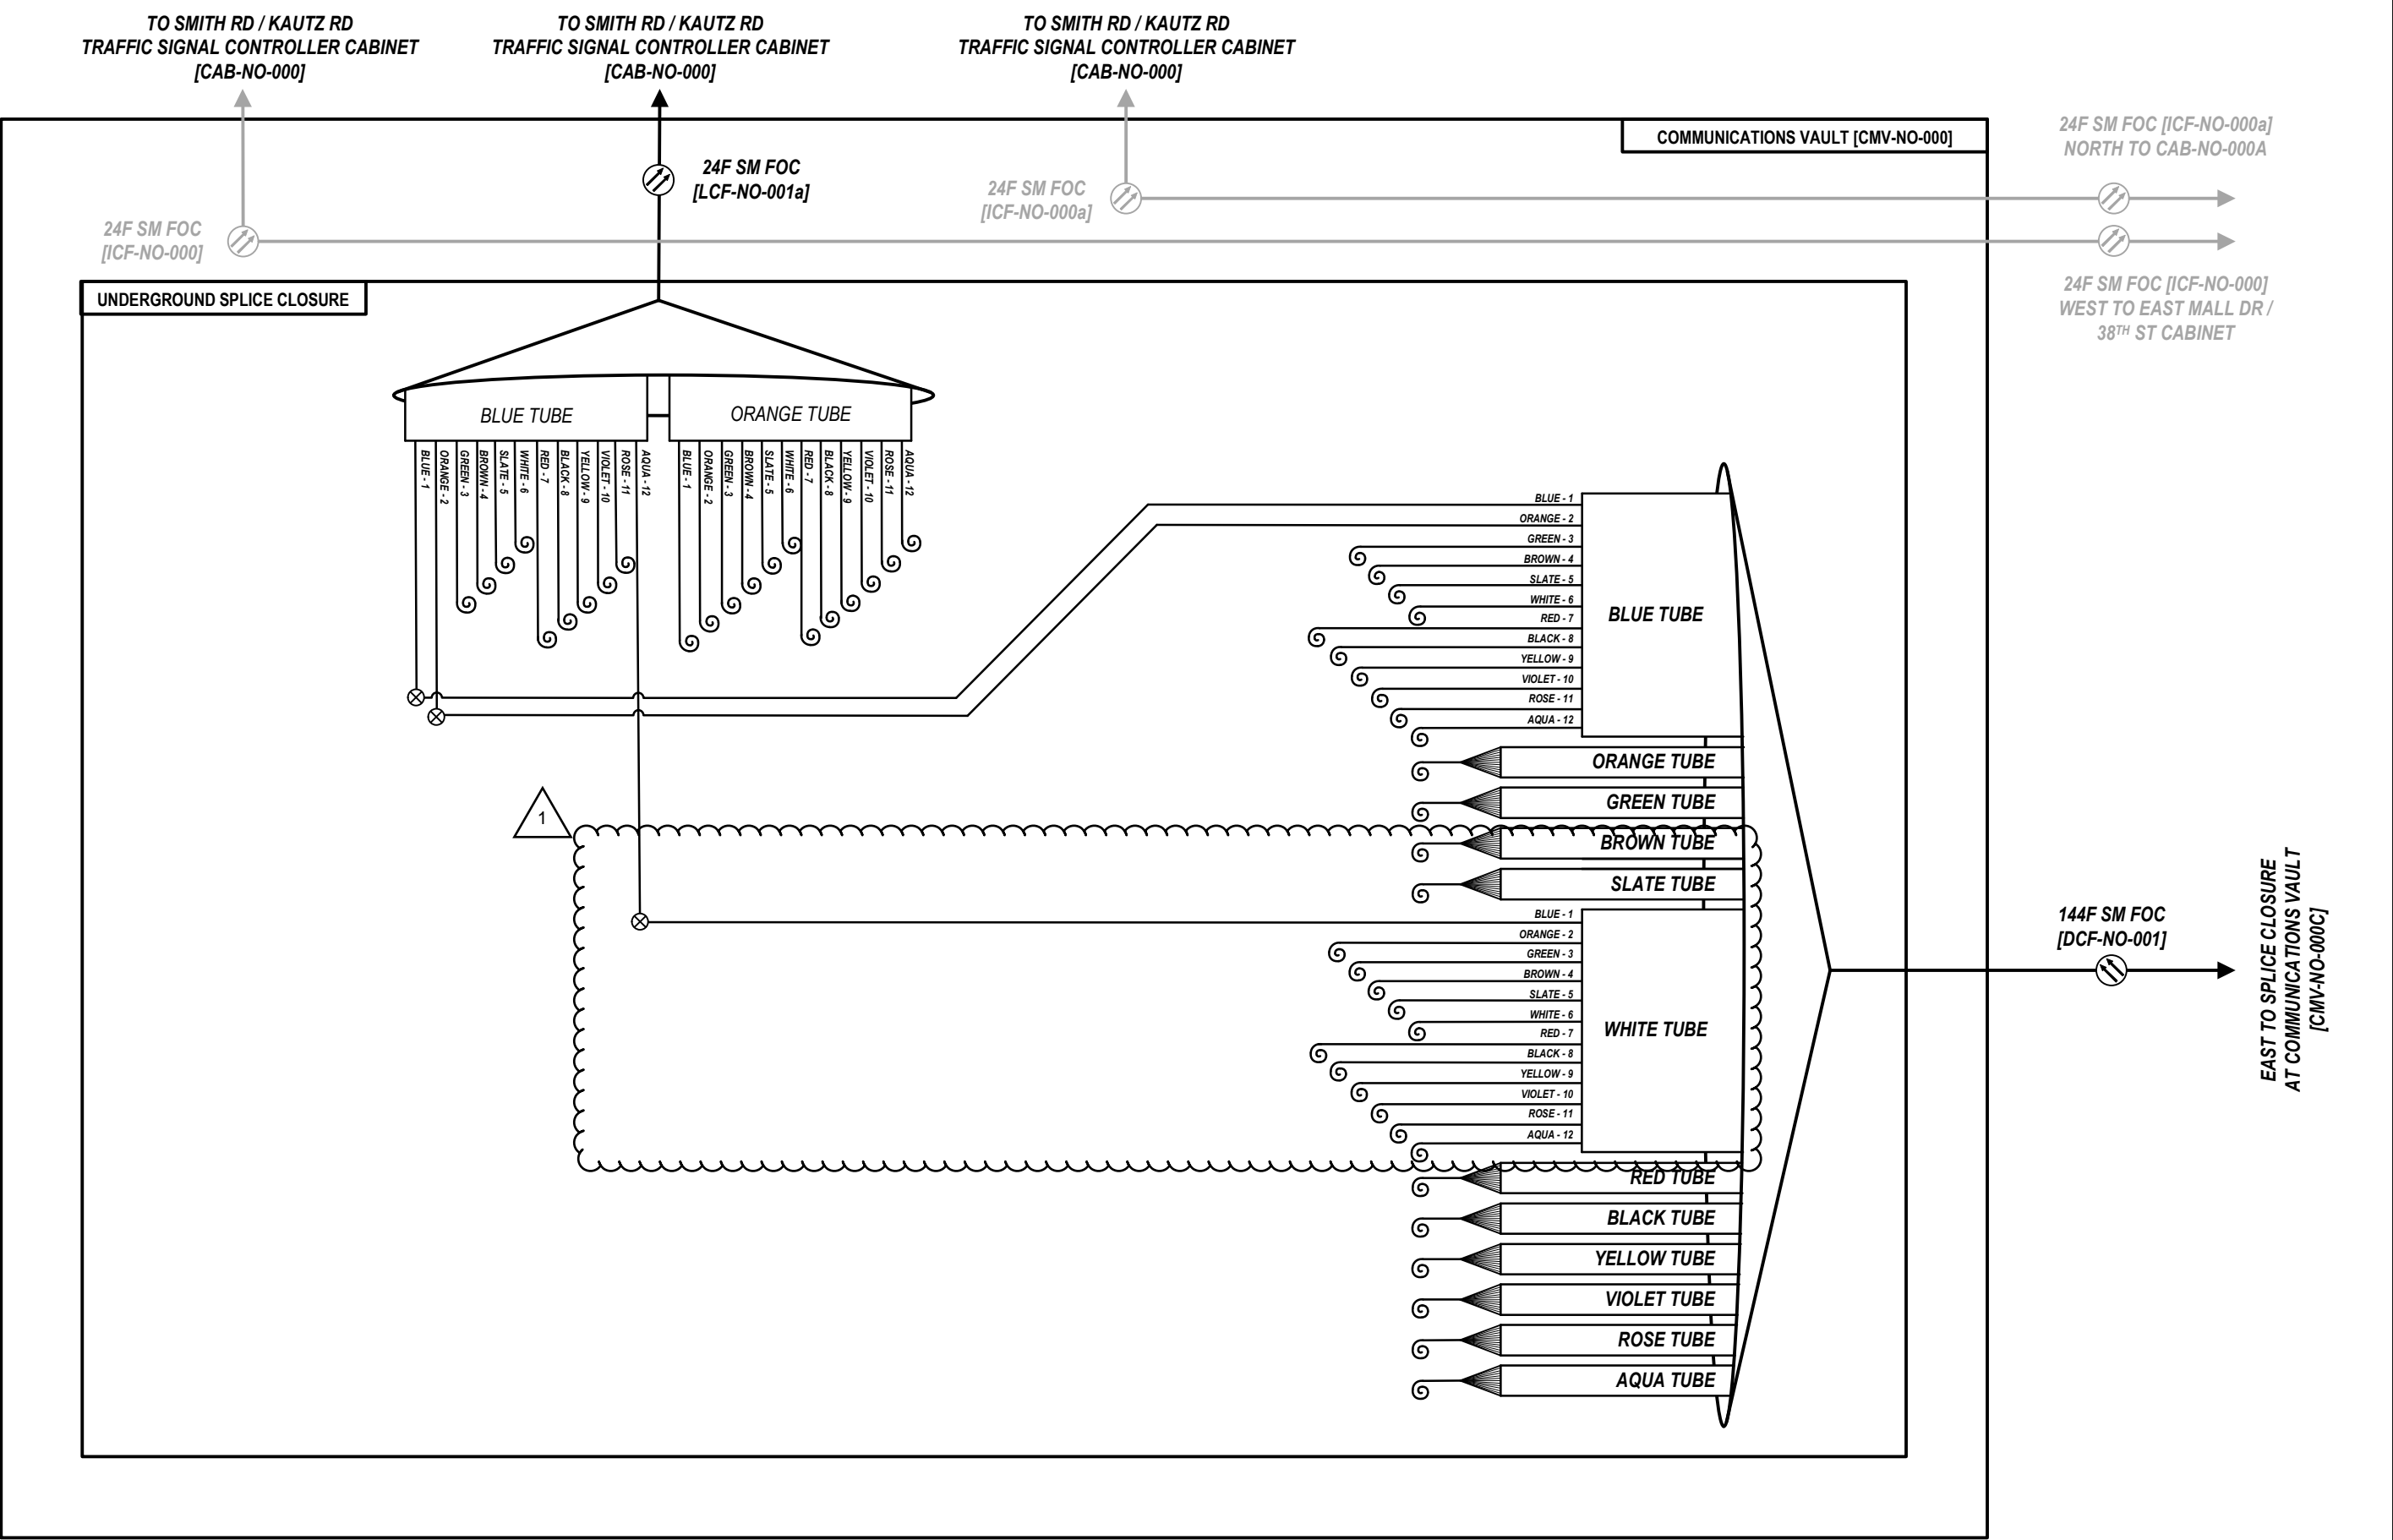 TO SMITH RD / KAUTZ RD
TRAFFIC SIGNAL CONTROLLER CABINET
[CAB-NO-000]
TO SMITH RD / KAUTZ RD
TRAFFIC SIGNAL CONTROLLER CABINET
[CAB-NO-000]
TO SMITH RD / KAUTZ RD
TRAFFIC SIGNAL CONTROLLER CABINET
[CAB-NO-000]
COMMUNICATIONS VAULT [CMV-NO-000]
24F SM FOC [ICF-NO-000a]
NORTH TO CAB-NO-000A
24F SM FOC
[LCF-NO-001a]
24F SM FOC
[ICF-NO-000a]
24F SM FOC
[ICF-NO-000]
24F SM FOC [ICF-NO-000]
WEST TO EAST MALL DR /
38TH ST CABINET
UNDERGROUND SPLICE CLOSURE
BLUE TUBE
BLUE - 1
ORANGE - 2
GREEN - 3
BROWN - 4
SLATE - 5
WHITE - 6
RED - 7
BLACK - 8
YELLOW - 9
VIOLET - 10
ROSE - 11
AQUA - 12
ORANGE TUBE
BLUE - 1
ORANGE - 2
GREEN - 3
BROWN - 4
SLATE - 5
WHITE - 6
RED - 7
BLACK - 8
YELLOW - 9
VIOLET - 10
ROSE - 11
AQUA - 12
BLUE - 1
ORANGE - 2
GREEN - 3
BROWN - 4
SLATE - 5
WHITE - 6
RED - 7
BLACK - 8
YELLOW - 9
VIOLET - 10
ROSE - 11
AQUA - 12
BLUE TUBE
ORANGE TUBE
GREEN TUBE
1
BROWN TUBE
SLATE TUBE
BLUE - 1
ORANGE - 2
GREEN - 3
BROWN - 4
SLATE - 5
WHITE - 6
RED - 7
BLACK - 8
YELLOW - 9
VIOLET - 10
ROSE - 11
AQUA - 12
WHITE TUBE
RED TUBE
BLACK TUBE
YELLOW TUBE
VIOLET TUBE
ROSE TUBE
AQUA TUBE
144F SM FOC
[DCF-NO-001]
EAST TO SPLICE CLOSURE
AT COMMUNICATIONS VAULT
[CMV-NO-000C]